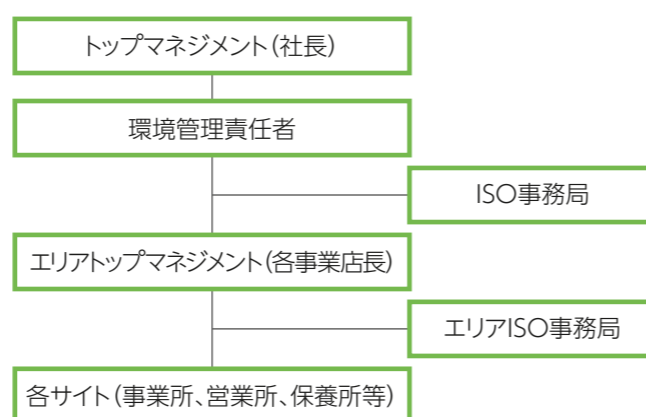 トップマネジメント(社長)
環境管理責任者
ISO事務局
エリアトップマネジメント(各事業店長)
エリアISO事務局
各サイト(事業所、営業所、保養所等)